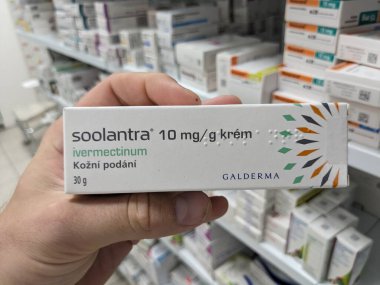 soolantra® 10 mg/g krém
ivermectinum
Kožní podání
30 g
GALDERMA